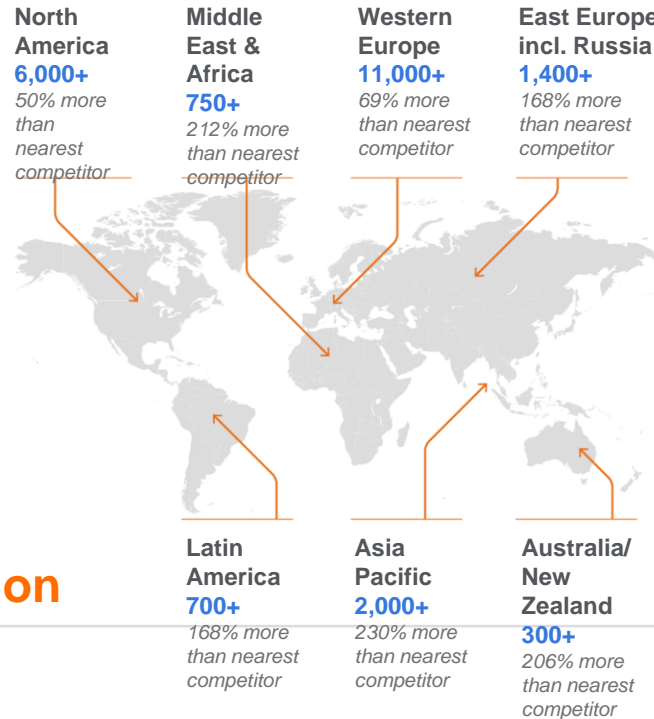 North
America
6,000+
50% more
than
nearest
competitor
Middle
East &
Africa
750+
212% more
than nearest
competitor
Western
Europe
11,000+
69% more
than nearest
competitor
East Europe
incl. Russia
1,400+
168% more
than nearest
competitor
on
Latin
America
700+
168% more
than nearest
competitor
Asia
Pacific
2,000+
230% more
than nearest
competitor
Australia/
New
Zealand
300+
206% more
than nearest
competitor